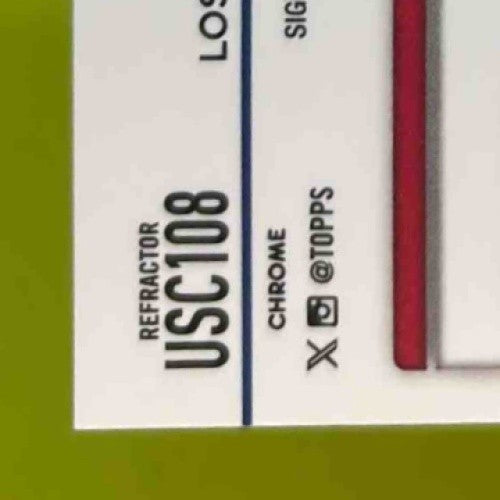 REFRACTOR
USC108
LOS
CHROME
@TOPPS
SIG